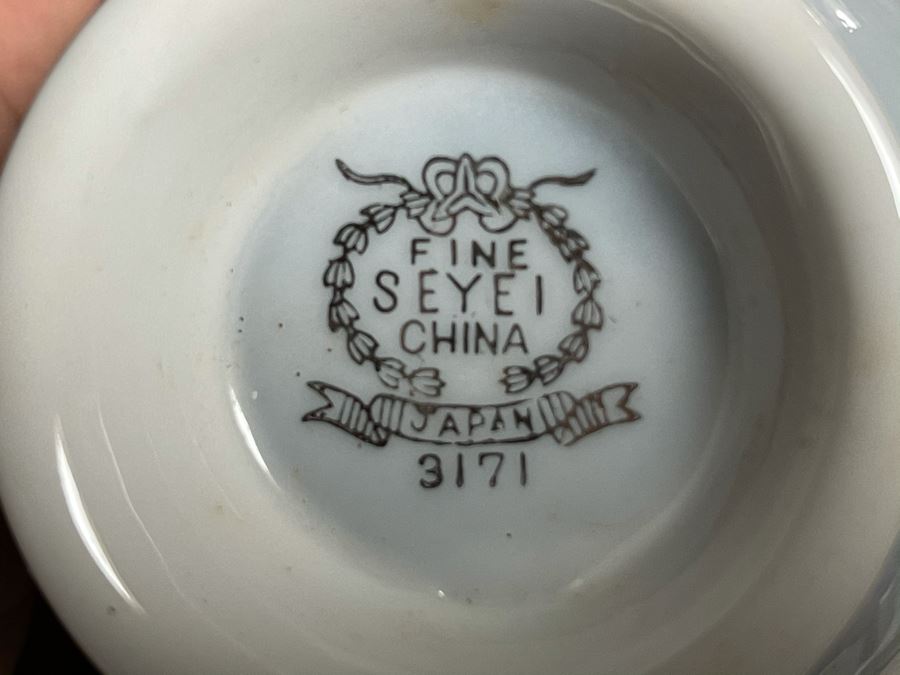 FINE
SEYEI
CHINA
JAPAN
3171